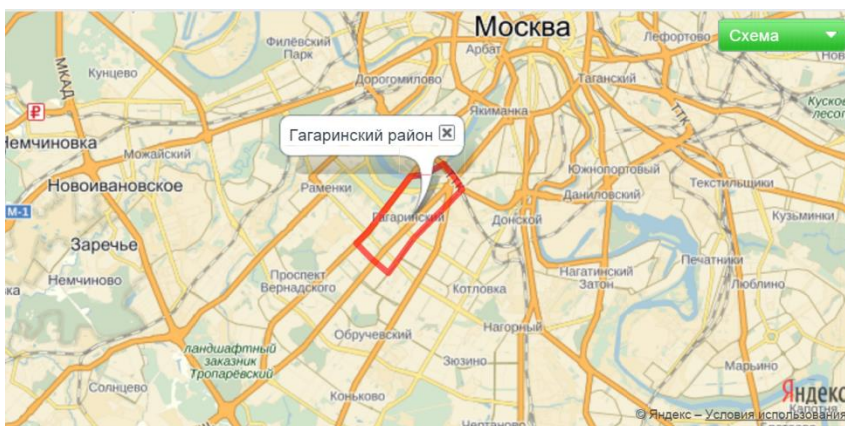 Москва
Схема
Филёвский
Парк
Арбат
Лефортово
Кунцево
МКАД
Дорогомилово
Таганский
Якиманка
ТТК
Немчиновка
Можайский
Гагаринский район
Новоивановское
Раменки
Южнопортовый
Текстильщики
Даниловский
М-1
Гагаринский
Донской
Кузьминки
Заречье
Печатники
Немчиново
Проспект
Вернадского
Котловка
Нагатинский
Затон
Люблино
Обручевский
Нагорный
ландшафтный
заказник
Тропарёвский
Зюзино
Марьино
Солнцево
Коньково
Яндекс
Капотня
© Яндекс – Условия использования